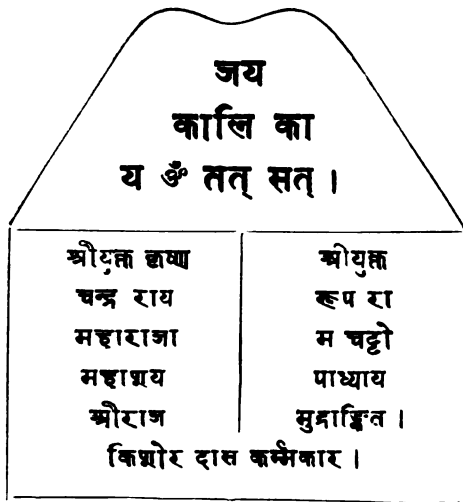 जय
कालि का
य ॐ तत् सत् ।
श्रीयुक्त कृष्ण
चन्द्र राय
महाराजा
महाशय
श्रीराज
श्रीयुक्त
रूप रा
म चट्टो
पाध्याय
मुद्राङ्कित ।
किशोर दास कर्म्मकार ।